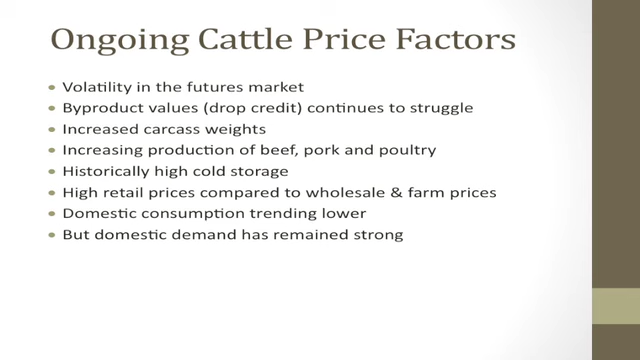 Ongoing Cattle Price Factors
• Volatility in the futures market
• Byproduct values (drop credit) continues to struggle
• Increased carcass weights
• Increasing production of beef, pork and poultry
• Historically high cold storage
• High retail prices compared to wholesale & farm prices
• Domestic consumption trending lower
• But domestic demand has remained strong